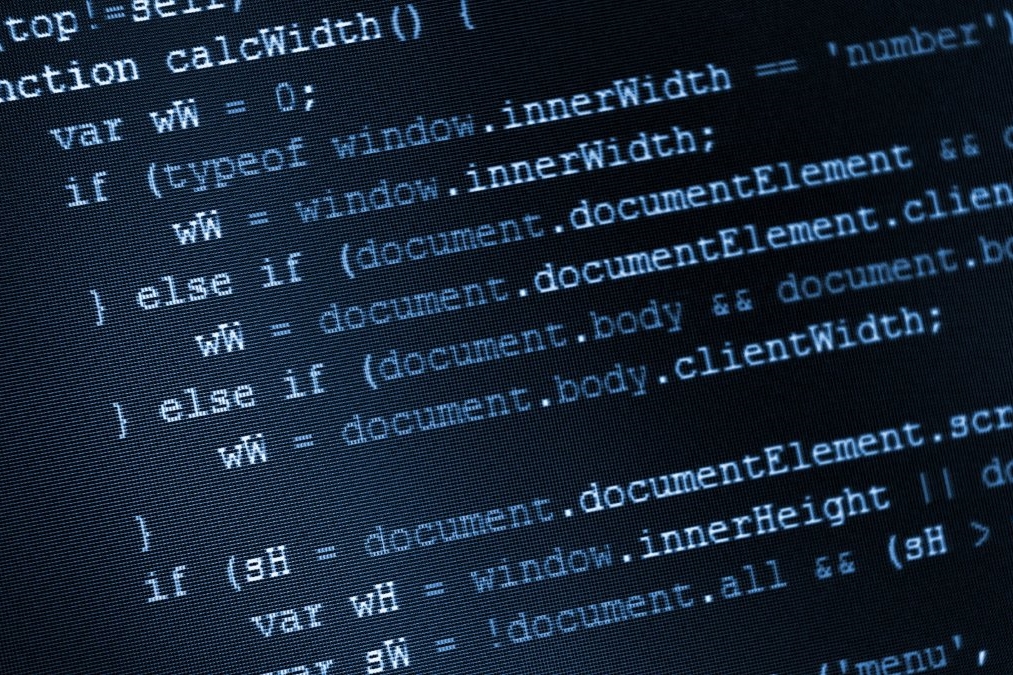 top!=self;
nction calcWidth() {
var wW = 0;
if (typeof window.innerWidth == 'number')
wW = window.innerWidth;
} else if (document.documentElement &&
wW = document.documentElement.clien
} else if (document.body && document.bo
wW = document.body.clientWidth;
}
if (sH = document.documentElement.scr
var wH = window.innerHeight || do
var sW = !document.all && (sH >
('menu',